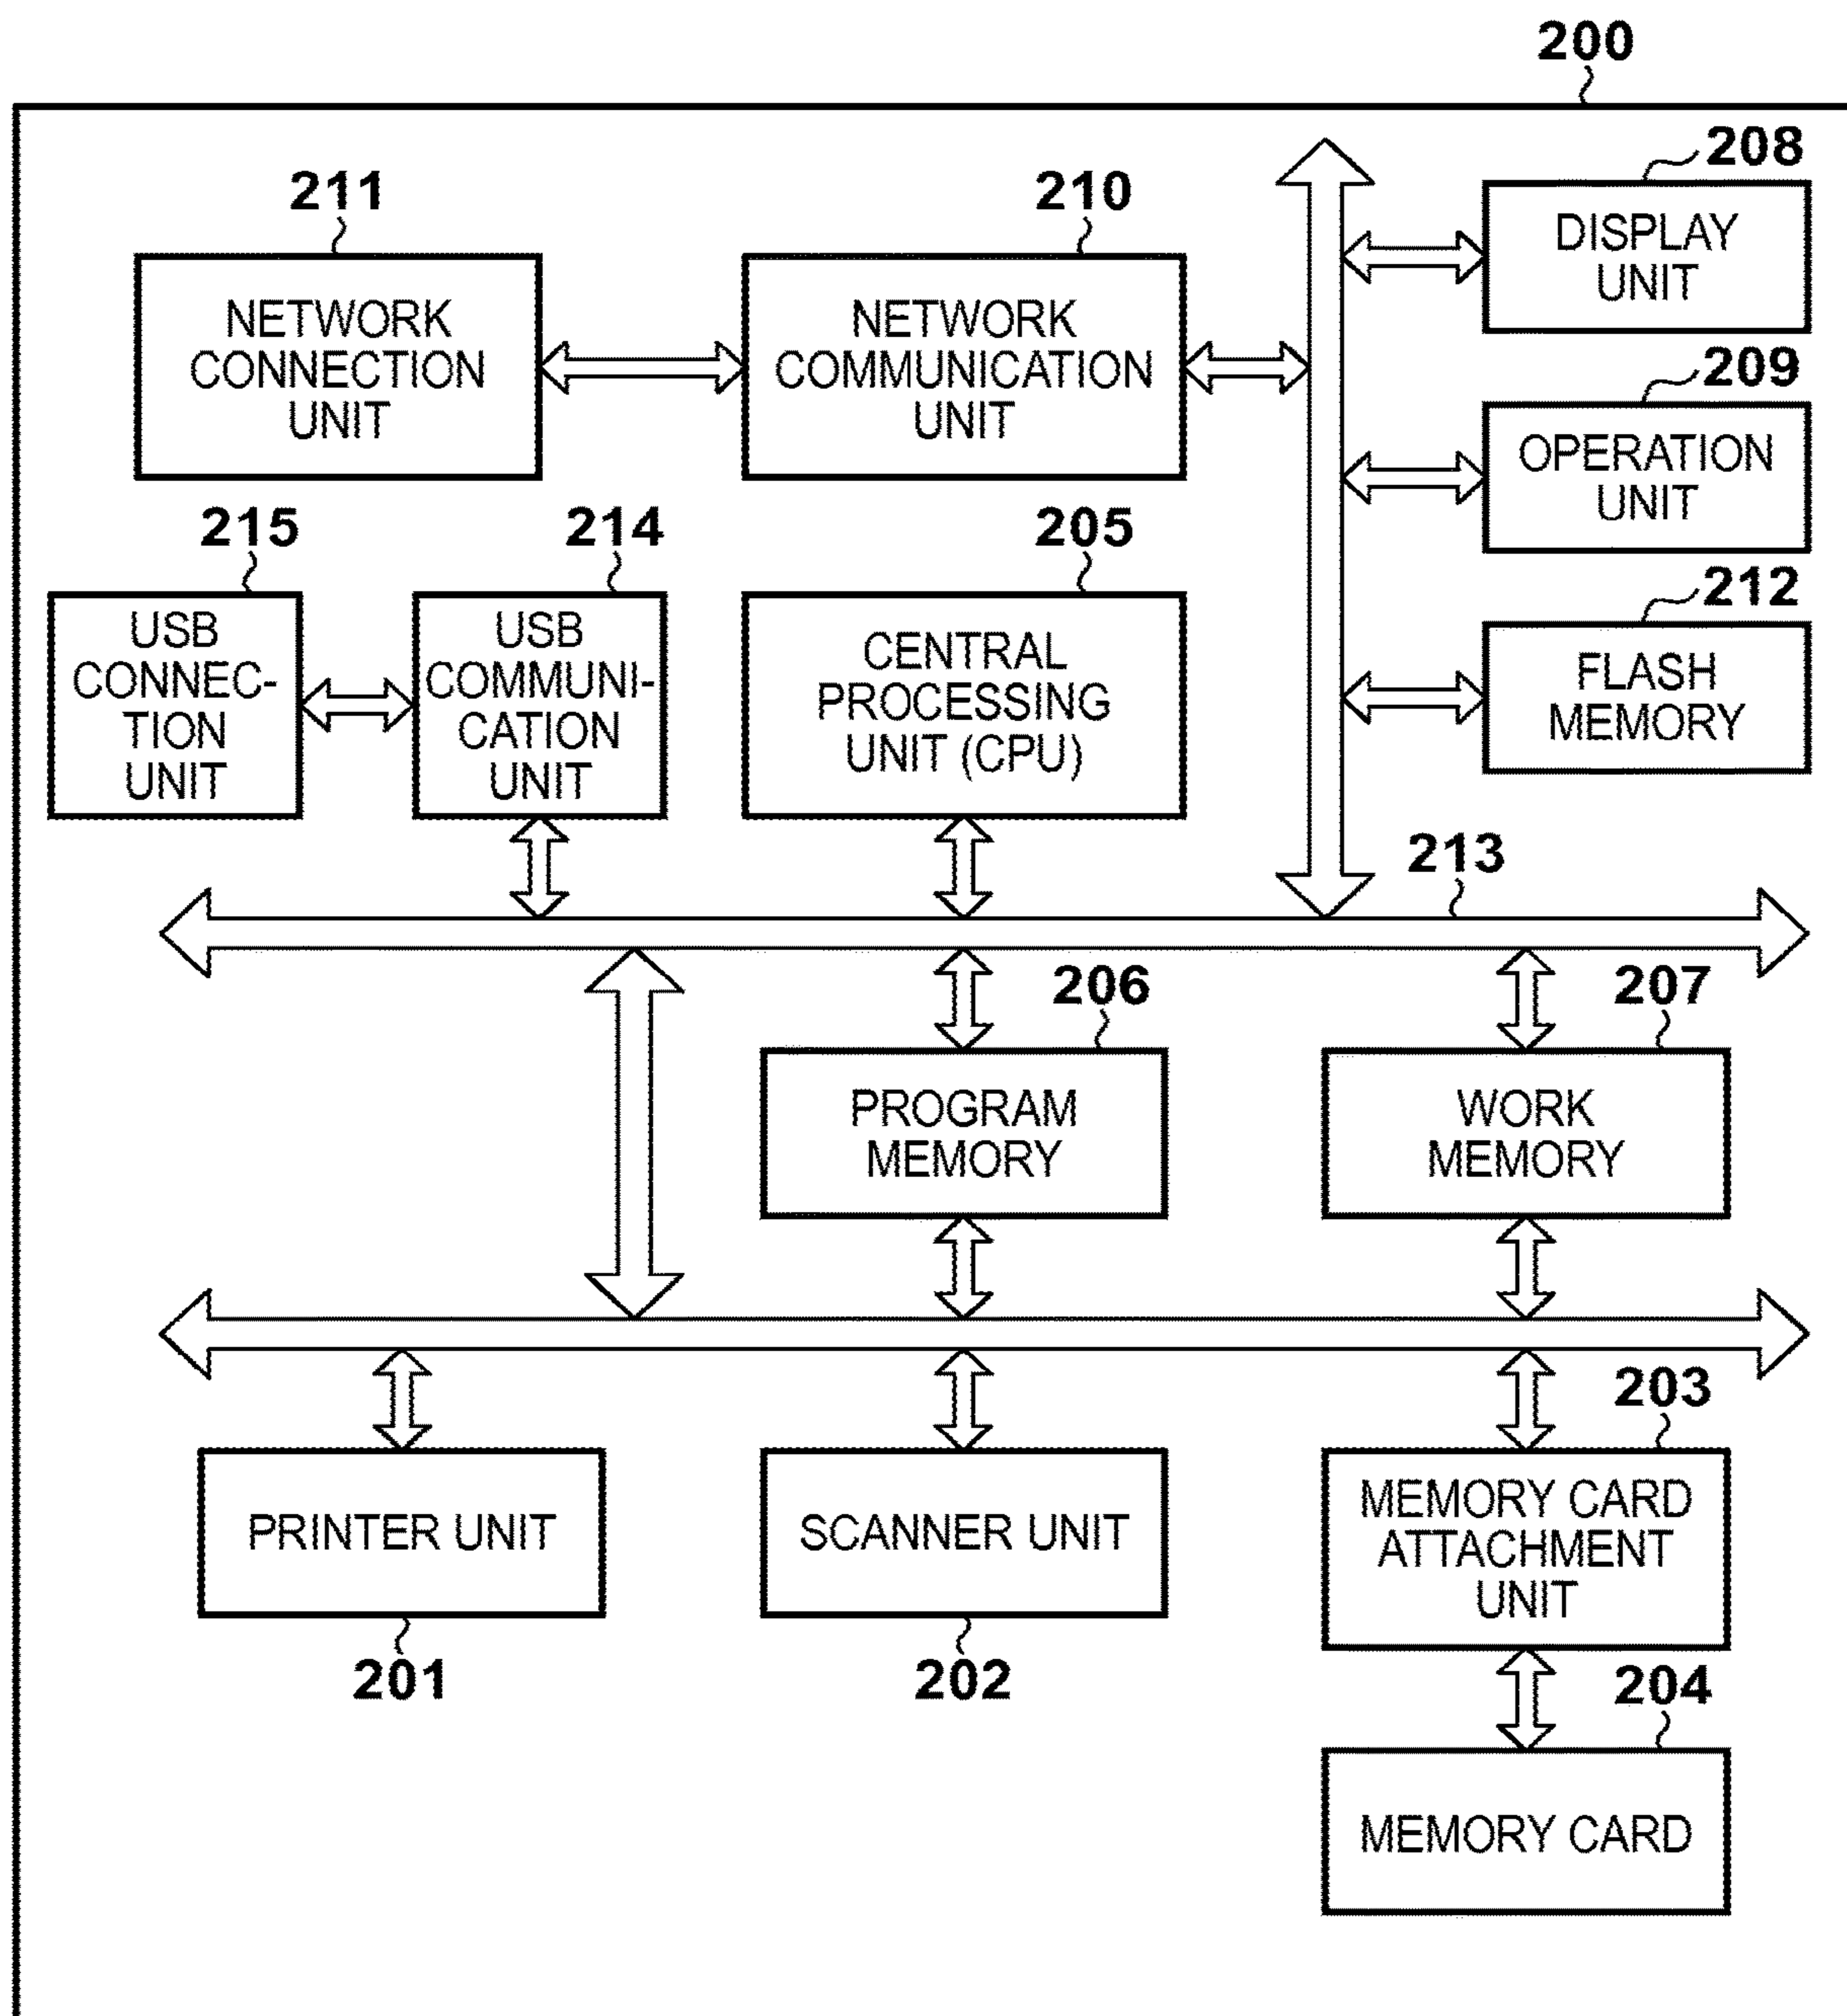 200
208
DISPLAY
UNIT
211
NETWORK
CONNECTION
UNIT
210
NETWORK
COMMUNICATION
UNIT
209
OPERATION
UNIT
215
USB
CONNEC-
TION
UNIT
214
USB
COMMUNI-
CATION
UNIT
205
CENTRAL
PROCESSING
UNIT (CPU)
212
FLASH
MEMORY
213
206
PROGRAM
MEMORY
207
WORK
MEMORY
PRINTER UNIT
201
SCANNER UNIT
202
203
MEMORY CARD
ATTACHMENT
UNIT
204
MEMORY CARD